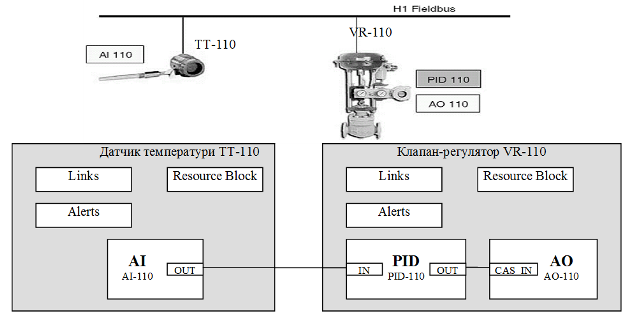 H1 Fieldbus
TT-110
VR-110
AI 110
PID 110
AO 110
Датчик температури ТТ-110
Клапан-регулятор VR-110
Links
Resource Block
Links
Resource Block
Alerts
Alerts
AI
AI-110
OUT
IN
PID
PID-110
OUT
CAS_IN
AO
AO-110